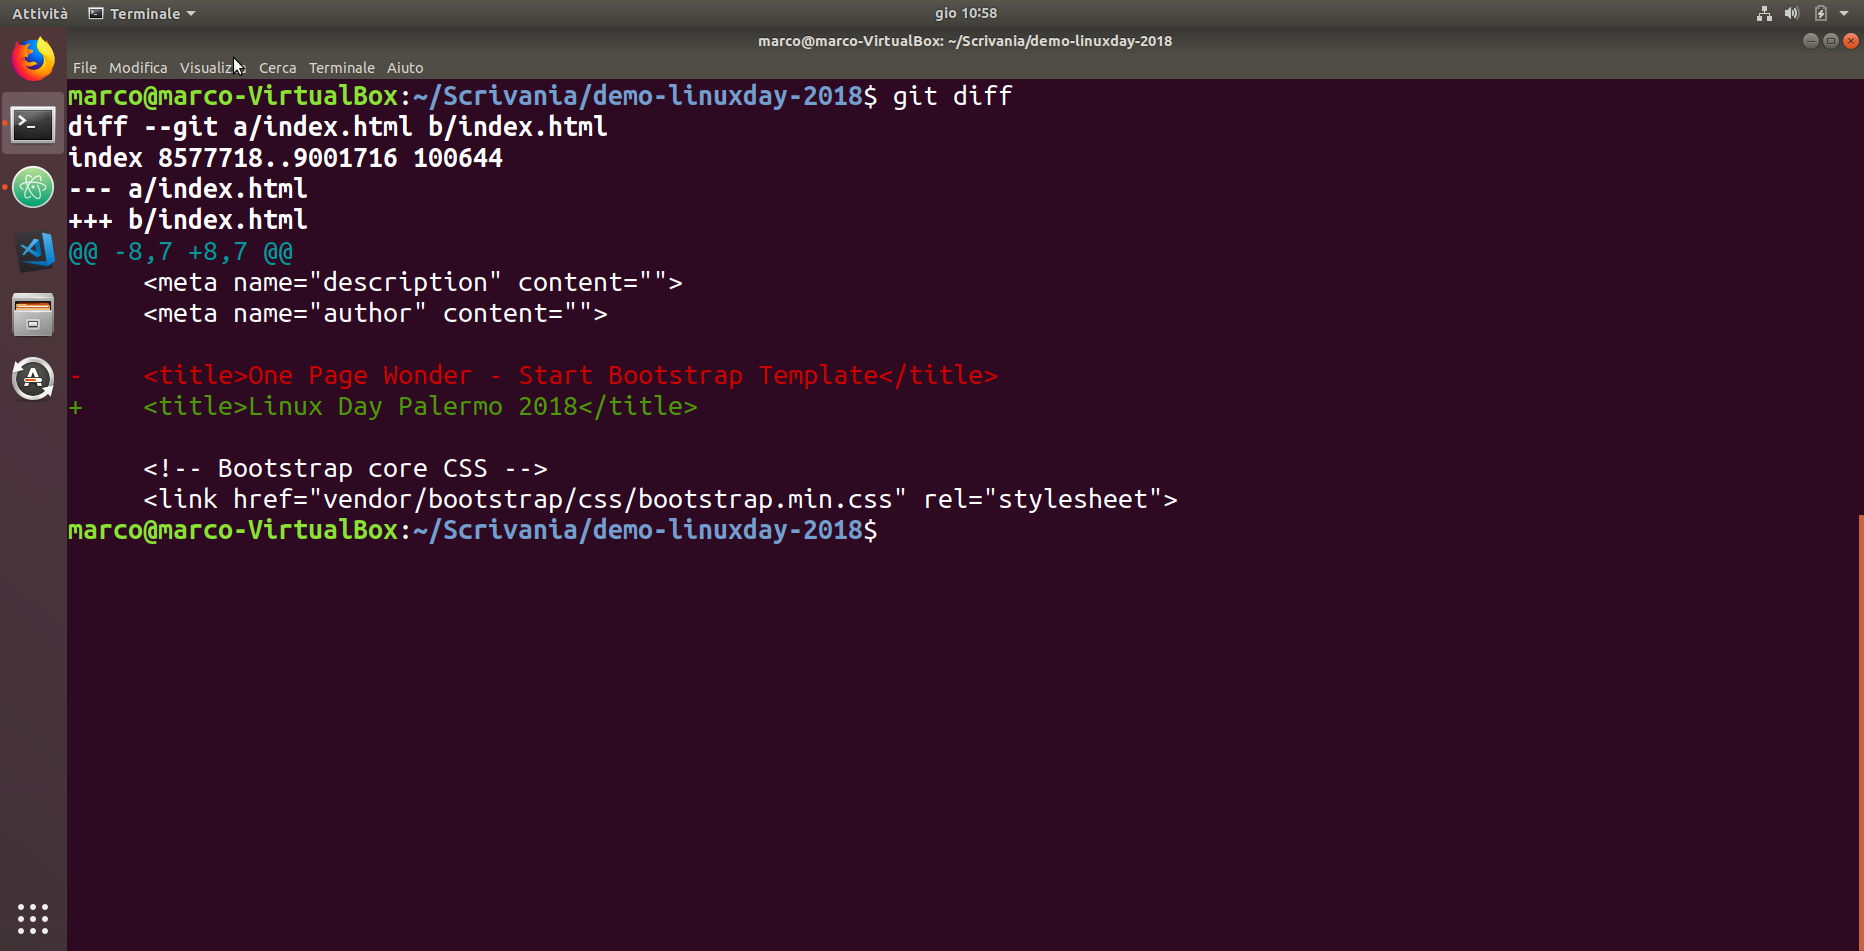 Attività Terminale gio 10:58
marco@marco-VirtualBox: ~/Scrivania/demo-linuxday-2018
File Modifica Cerca Terminale Aiuto
marco@marco-VirtualBox:~/Scrivania/demo-linuxday-2018$ git diff
diff --git a/index.html b/index.html
index 8577718..9001716 100644
--- a/index.html
+++ b/index.html
@@ -8,7 +8,7 @@
     <meta name="description" content="">
     <meta name="author" content="">
-    <title>One Page Wonder - Start Bootstrap Template</title>
+    <title>Linux Day Palermo 2018</title>
     <!-- Bootstrap core CSS -->
     <link href="vendor/bootstrap/css/bootstrap.min.css" rel="stylesheet">
marco@marco-VirtualBox:~/Scrivania/demo-linuxday-2018$